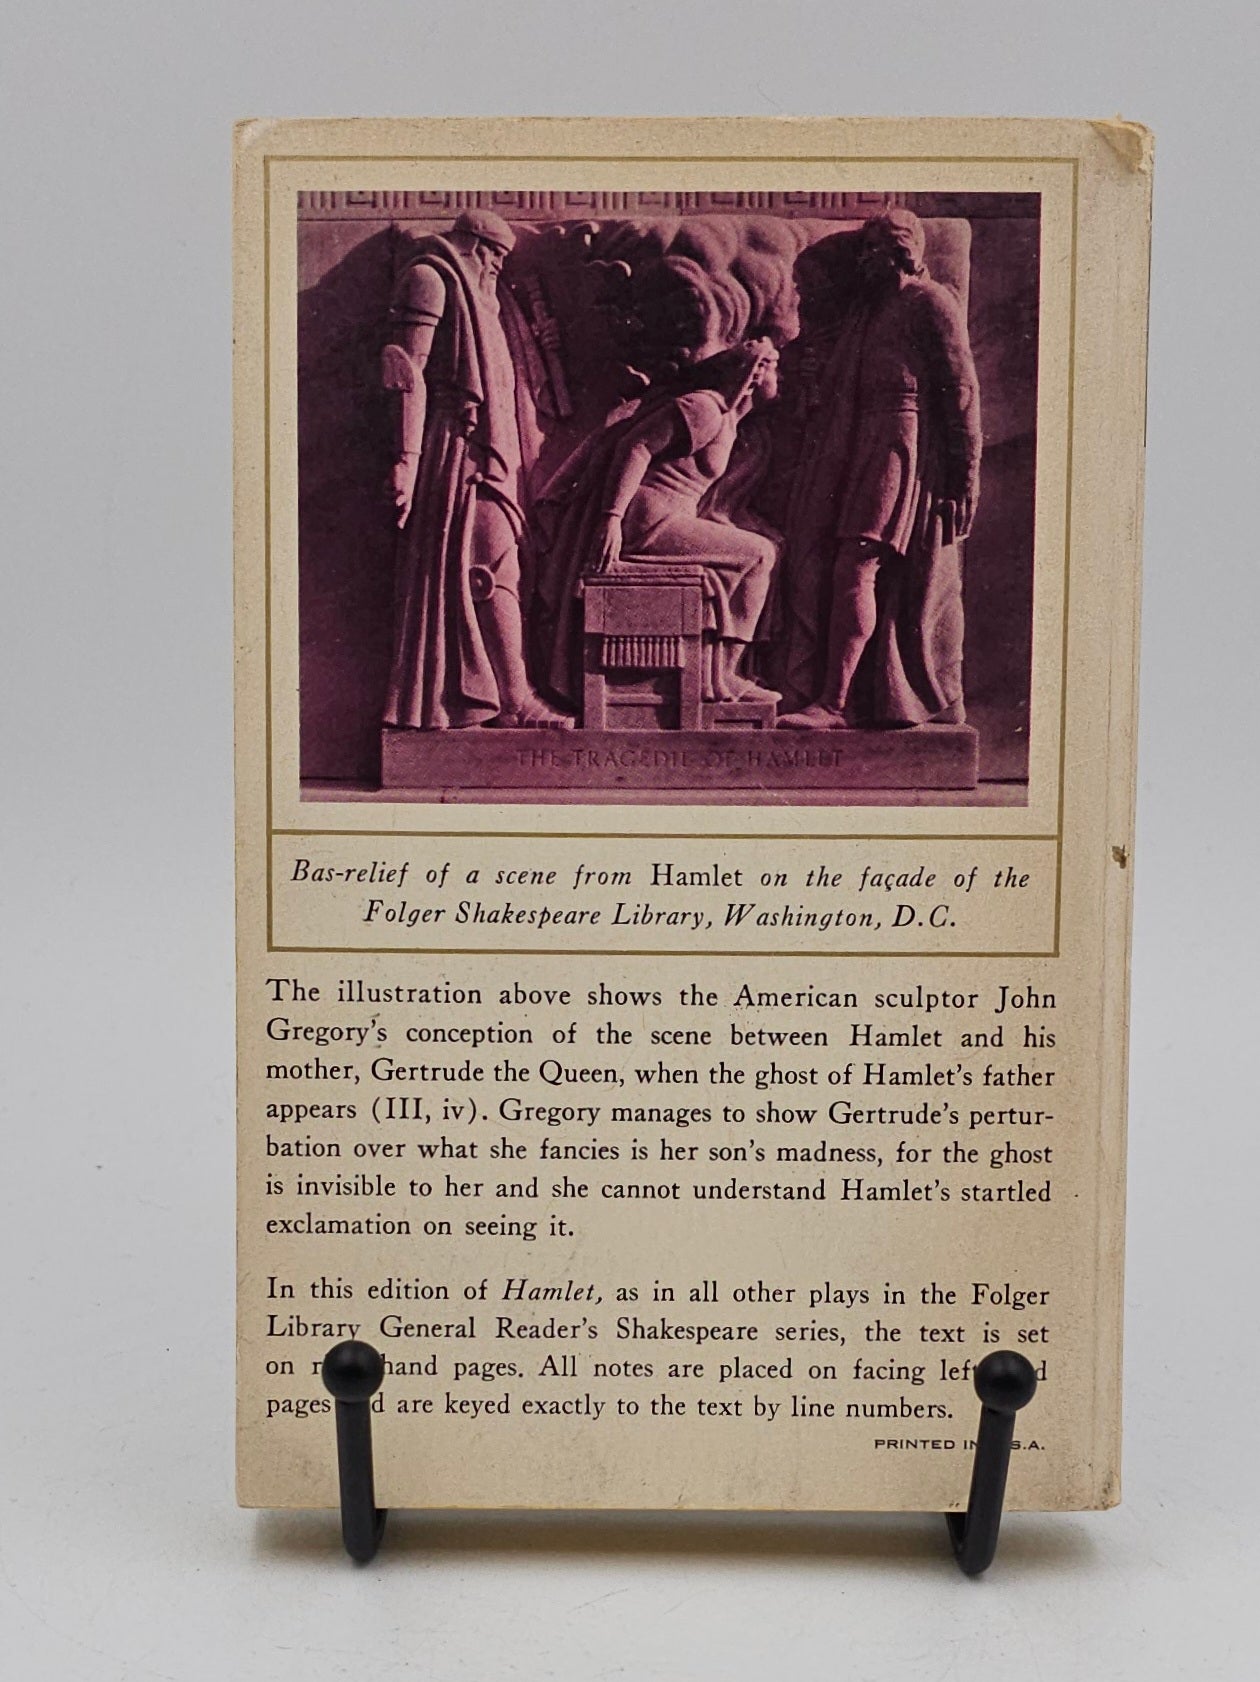 THE TRAGEDIE OF HAMLET
Bas-relief of a scene from Hamlet on the façade of the
Folger Shakespeare Library, Washington, D.C.
The illustration above shows the American sculptor John
Gregory's conception of the scene between Hamlet and his
mother, Gertrude the Queen, when the ghost of Hamlet's father
appears (III, iv). Gregory manages to show Gertrude's pertur-
bation over what she fancies is her son's madness, for the ghost
is invisible to her and she cannot understand Hamlet's startled
exclamation on seeing it.
In this edition of Hamlet, as in all other plays in the Folger
Library General Reader's Shakespeare series, the text is set
on hand pages. All notes are placed on facing
pages are keyed exactly to the text by line numbers.
PRINTED IN